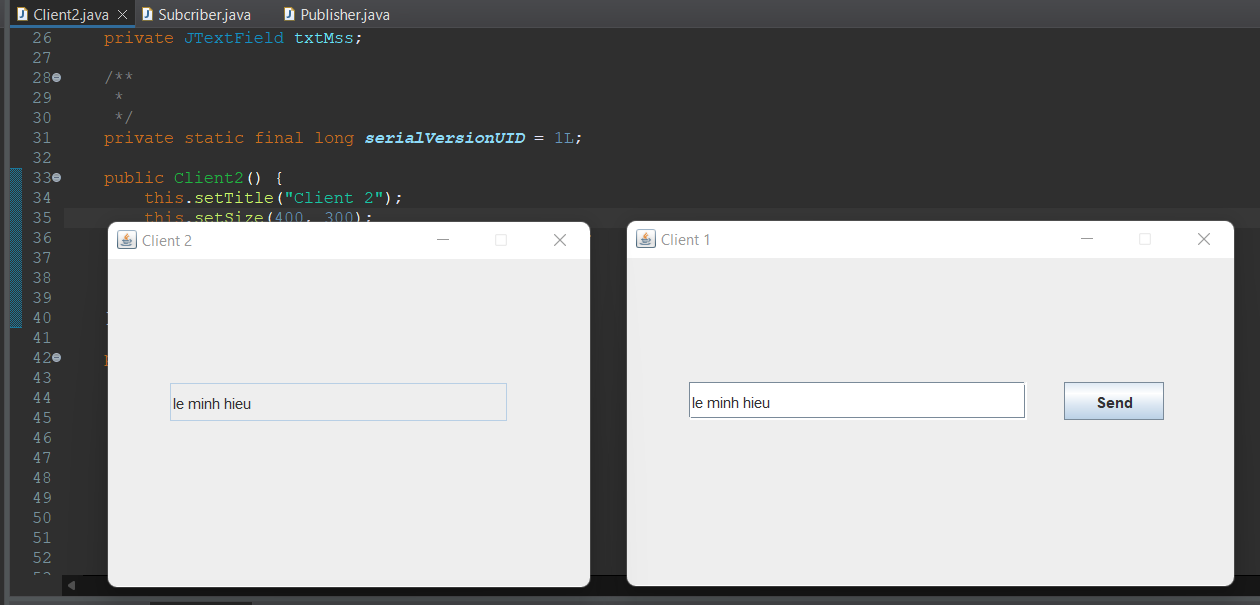 Client2.java Subcriber.java Publisher.java
26 private JTextField txtMss;
27
28 /**
29 *
30 */
31 private static final long serialVersionUID = 1L;
32
33 public Client2() {
34 this.setTitle("Client 2");
35 this.setSize(400, 300);
36
37
38
39
40
41
42
43
44
45
46
47
48
49
50
51
52
Client 2
le minh hieu
Client 1
le minh hieu
Send